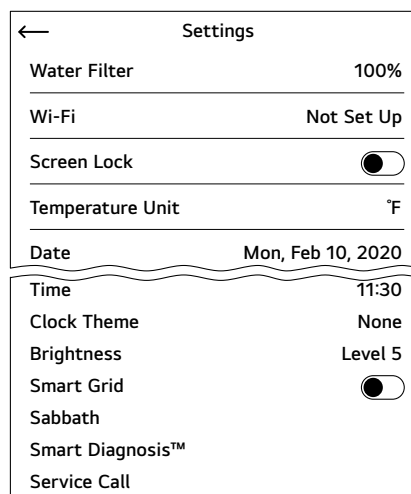 Settings
Water Filter 100%
Wi-Fi Not Set Up
Screen Lock
Temperature Unit °F
Date Mon, Feb 10, 2020
Time 11:30
Clock Theme None
Brightness Level 5
Smart Grid
Sabbath
Smart Diagnosis™
Service Call